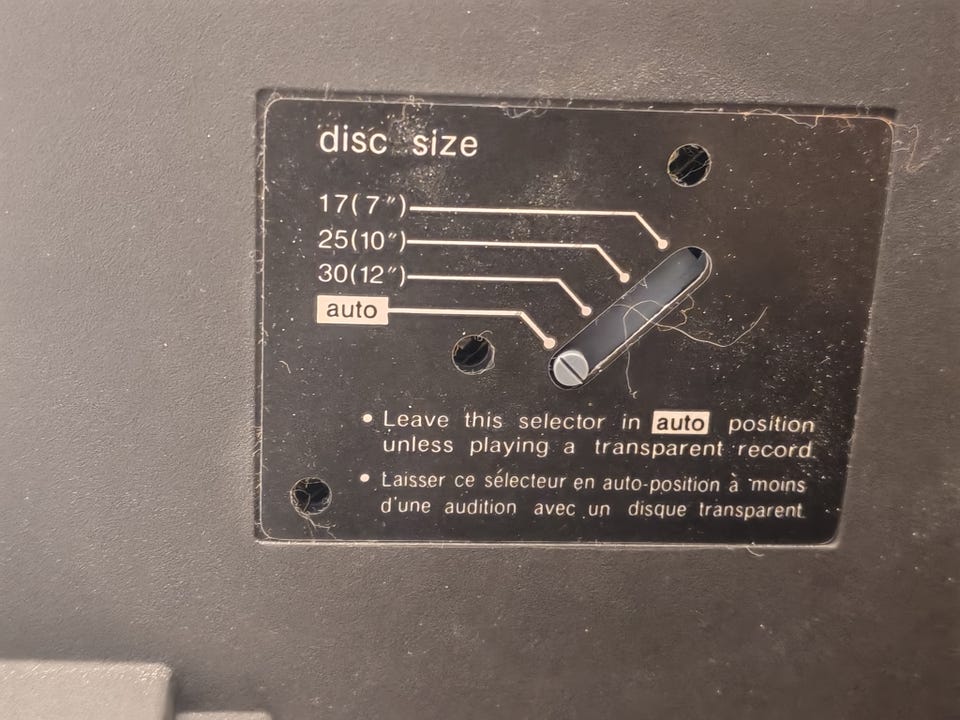 disc size
17(7″)
25(10″)
30(12″)
auto
• Leave this selector in auto position
unless playing a transparent record.
• Laisser ce sélecteur en auto-position à moins
d'une audition avec un disque transparent.